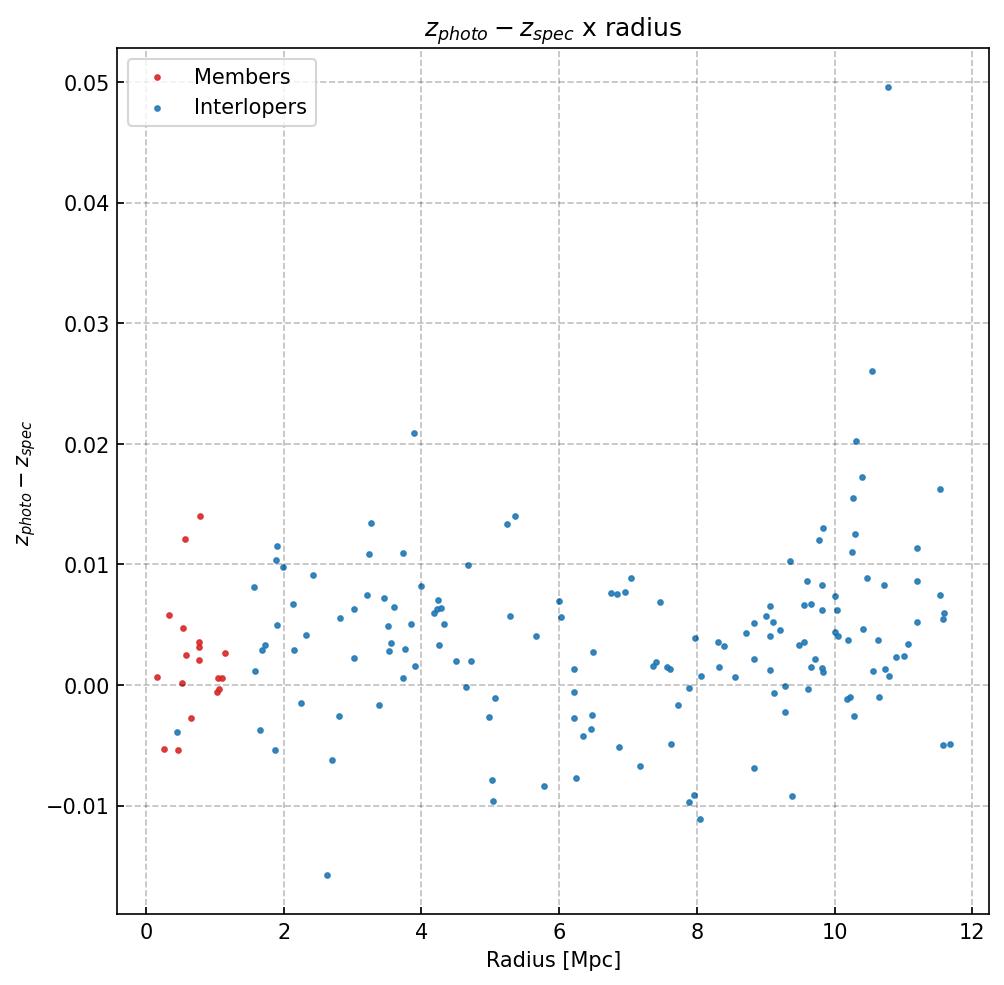 z_photo − z_spec x radius
Members
Interlopers
0.05
0.04
0.03
0.02
0.01
0.00
−0.01
z_photo − z_spec
0 2 4 6 8 10 12
Radius [Mpc]